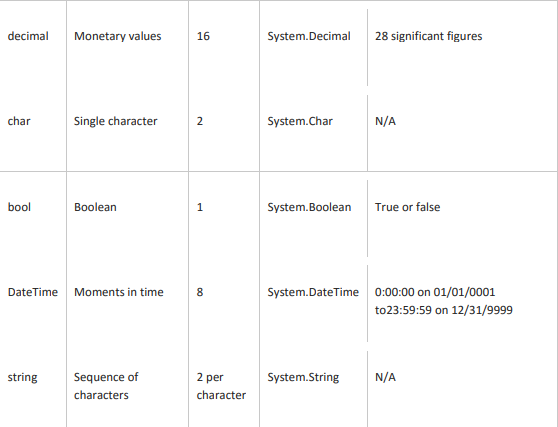 decimal Monetary values 16 System.Decimal 28 significant figures
char Single character 2 System.Char N/A
bool Boolean 1 System.Boolean True or false
DateTime Moments in time 8 System.DateTime 0:00:00 on 01/01/0001
to23:59:59 on 12/31/9999
string Sequence of 2 per System.String N/A
characters character